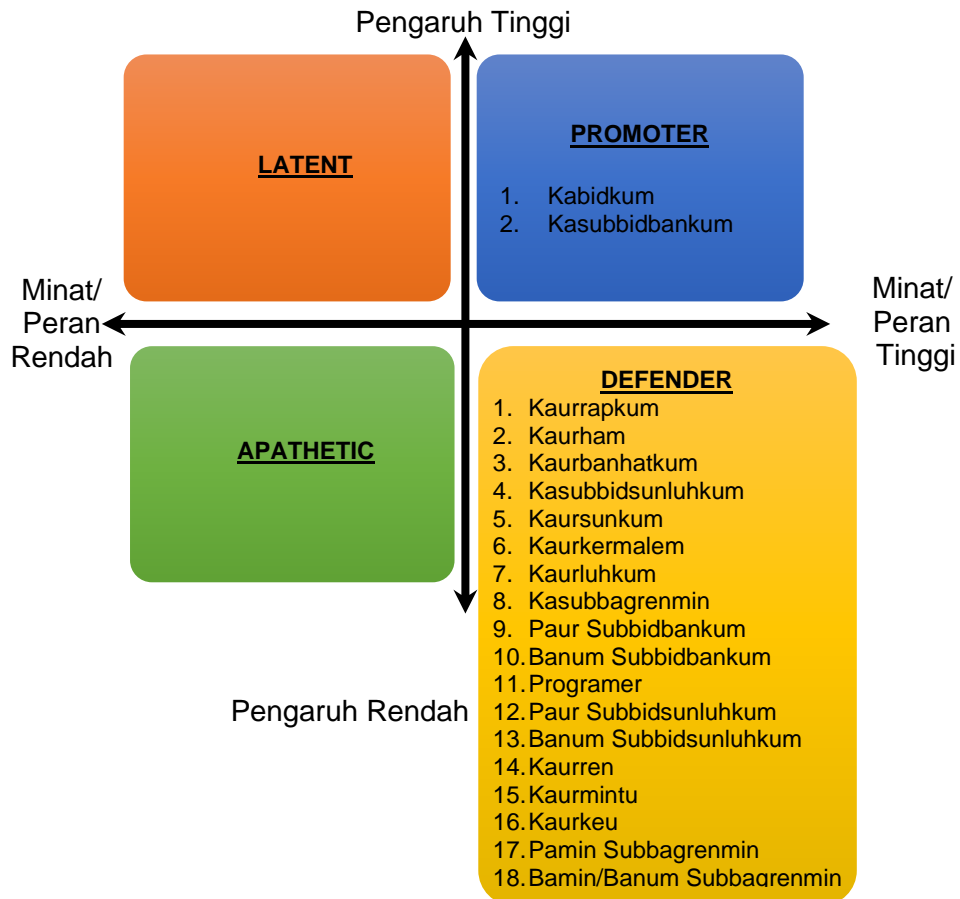 Pengaruh Tinggi
LATENT
PROMOTER
1. Kabidkum
2. Kasubbidbankum
Minat/
Peran
Rendah
Minat/
Peran
Tinggi
APATHETIC
DEFENDER
1. Kaurrapkum
2. Kaurham
3. Kaurbanhatkum
4. Kasubbidsunluhkum
5. Kaursunkum
6. Kaurkermalem
7. Kaurluhkum
8. Kasubbagrenmin
9. Paur Subbidbankum
10. Banum Subbidbankum
11. Programer
12. Paur Subbidsunluhkum
13. Banum Subbidsunluhkum
14. Kaurren
15. Kaurmintu
16. Kaurkeu
17. Pamin Subbagrenmin
18. Bamin/Banum Subbagrenmin
Pengaruh Rendah